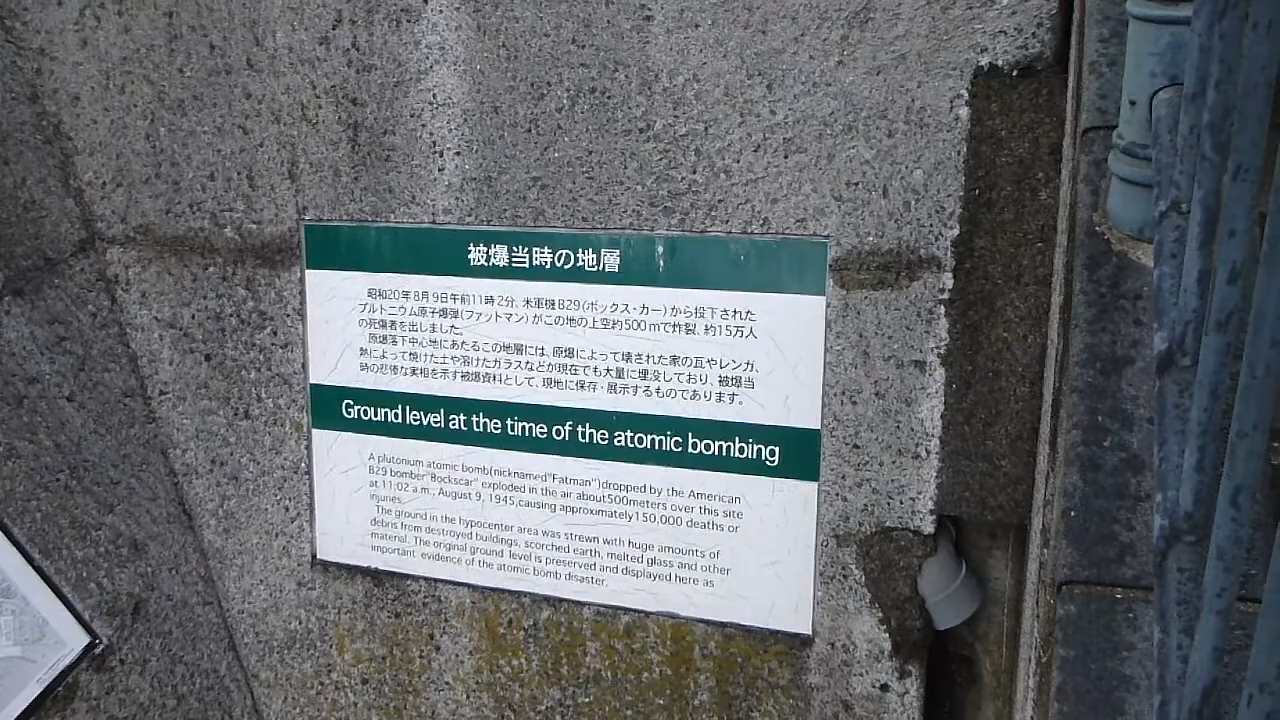 被爆当時の地層
昭和20年8月9日午前11時2分、米軍機B29(ボックス・カー)から投下された
プルトニウム原子爆弾(ファットマン)がこの地の上空約500mで炸裂、約15万人
の死傷者を出しました。
原爆落下中心地にあたるこの地層には、原爆によって壊された家の瓦やレンガ、
熱によって焼けた土や溶けたガラスなどが現在でも大量に埋没しており、被爆当
時の悲惨な実相を示す被爆資料として、現地に保存・展示するものであります。
Ground level at the time of the atomic bombing
A plutonium atomic bomb(nicknamed"Fatman")dropped by the American
B29 bomber"Bockscar" exploded in the air about500meters over this site
at 11:02 a.m., August 9, 1945,causing approximately150,000 deaths or
injuries.
The ground in the hypocenter area was strewn with huge amounts of
debris from destroyed buildings, scorched earth, melted glass and other
material. The original ground level is preserved and displayed here as
important evidence of the atomic bomb disaster.